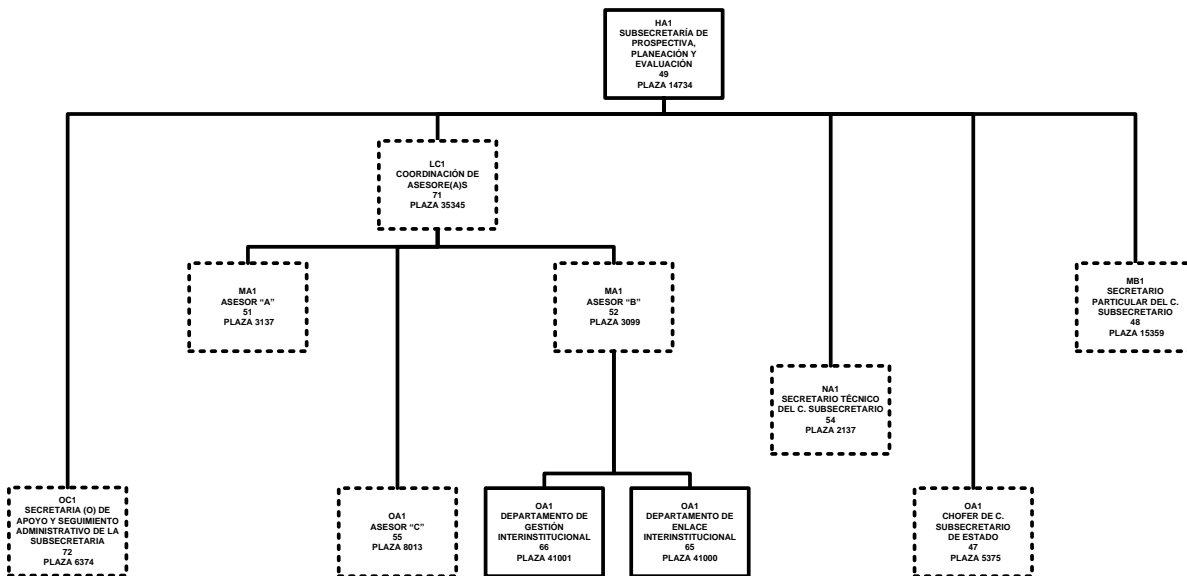 HA1
SUBSECRETARÍA DE
PROSPECTIVA,
PLANEACIÓN Y
EVALUACIÓN
49
PLAZA 14734
LC1
COORDINACIÓN DE
ASESORE(A)S
71
PLAZA 35345
MA1
ASESOR “A”
51
PLAZA 3137
MA1
ASESOR “B”
52
PLAZA 3099
MB1
SECRETARIO
PARTICULAR DEL C.
SUBSECRETARIO
48
PLAZA 15359
NA1
SECRETARIO TÉCNICO
DEL C. SUBSECRETARIO
54
PLAZA 2137
OC1
SECRETARIA (O) DE
APOYO Y SEGUIMIENTO
ADMINISTRATIVO DE LA
SUBSECRETARIA
72
PLAZA 6374
OA1
ASESOR “C”
55
PLAZA 8013
OA1
DEPARTAMENTO DE
GESTIÓN
INTERINSTITUCIONAL
66
PLAZA 41001
OA1
DEPARTAMENTO DE
ENLACE
INTERINSTITUCIONAL
65
PLAZA 41000
OA1
CHOFER DE C.
SUBSECRETARIO
DE ESTADO
47
PLAZA 5375